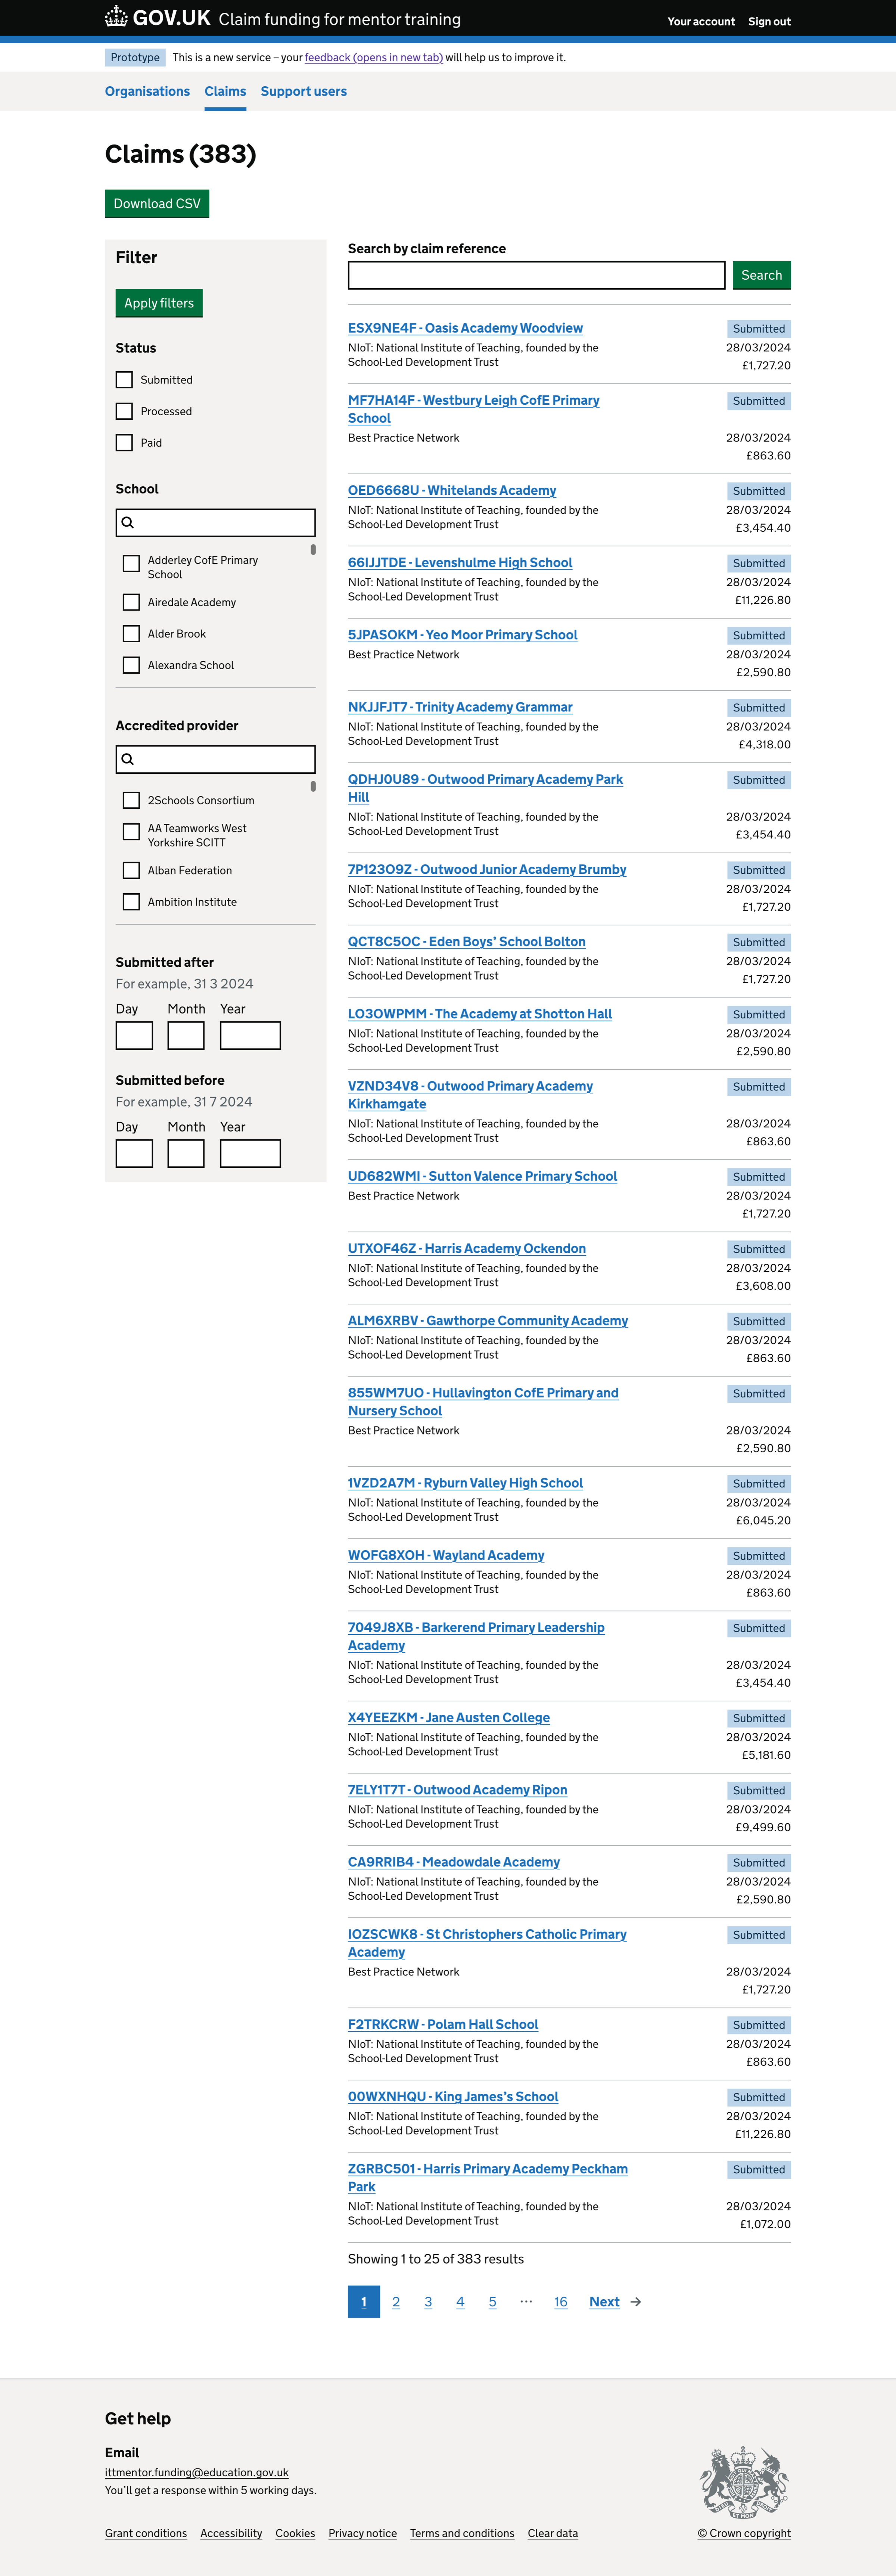 GOV.UK Claim funding for mentor training
Your account Sign out
Prototype This is a new service – your feedback (opens in new tab) will help us to improve it.
Organisations Claims Support users
Claims (383)
Download CSV
Filter
Apply filters
Status
Submitted
Processed
Paid
School
Adderley CofE Primary
School
Airedale Academy
Alder Brook
Alexandra School
Accredited provider
2Schools Consortium
AA Teamworks West
Yorkshire SCITT
Alban Federation
Ambition Institute
Submitted after
For example, 31 3 2024
Day Month Year
Submitted before
For example, 31 7 2024
Day Month Year
Search by claim reference
Search
ESX9NE4F - Oasis Academy Woodview
Submitted
NIoT: National Institute of Teaching, founded by the
School-Led Development Trust
28/03/2024
£1,727.20
MF7HA14F - Westbury Leigh CofE Primary
School
Submitted
Best Practice Network
28/03/2024
£863.60
OED6668U - Whitelands Academy
Submitted
NIoT: National Institute of Teaching, founded by the
School-Led Development Trust
28/03/2024
£3,454.40
66IJJTDE - Levenshulme High School
Submitted
NIoT: National Institute of Teaching, founded by the
School-Led Development Trust
28/03/2024
£11,226.80
5JPASOKM - Yeo Moor Primary School
Submitted
Best Practice Network
28/03/2024
£2,590.80
NKJJFJT7 - Trinity Academy Grammar
Submitted
NIoT: National Institute of Teaching, founded by the
School-Led Development Trust
28/03/2024
£4,318.00
QDHJ0U89 - Outwood Primary Academy Park
Hill
Submitted
NIoT: National Institute of Teaching, founded by the
School-Led Development Trust
28/03/2024
£3,454.40
7P123O9Z - Outwood Junior Academy Brumby
Submitted
NIoT: National Institute of Teaching, founded by the
School-Led Development Trust
28/03/2024
£1,727.20
QCT8C5OC - Eden Boys’ School Bolton
Submitted
NIoT: National Institute of Teaching, founded by the
School-Led Development Trust
28/03/2024
£1,727.20
LO3OWPMM - The Academy at Shotton Hall
Submitted
NIoT: National Institute of Teaching, founded by the
School-Led Development Trust
28/03/2024
£2,590.80
VZND34V8 - Outwood Primary Academy
Kirkhamgate
Submitted
NIoT: National Institute of Teaching, founded by the
School-Led Development Trust
28/03/2024
£863.60
UD682WMI - Sutton Valence Primary School
Submitted
Best Practice Network
28/03/2024
£1,727.20
UTXOF46Z - Harris Academy Ockendon
Submitted
NIoT: National Institute of Teaching, founded by the
School-Led Development Trust
28/03/2024
£3,608.00
ALM6XRBV - Gawthorpe Community Academy
Submitted
NIoT: National Institute of Teaching, founded by the
School-Led Development Trust
28/03/2024
£863.60
855WM7UO - Hullavington CofE Primary and
Nursery School
Submitted
Best Practice Network
28/03/2024
£2,590.80
1VZD2A7M - Ryburn Valley High School
Submitted
NIoT: National Institute of Teaching, founded by the
School-Led Development Trust
28/03/2024
£6,045.20
WOFG8XOH - Wayland Academy
Submitted
NIoT: National Institute of Teaching, founded by the
School-Led Development Trust
28/03/2024
£863.60
7049J8XB - Barkerend Primary Leadership
Academy
Submitted
NIoT: National Institute of Teaching, founded by the
School-Led Development Trust
28/03/2024
£3,454.40
X4YEEZKM - Jane Austen College
Submitted
NIoT: National Institute of Teaching, founded by the
School-Led Development Trust
28/03/2024
£5,181.60
7ELY1T7T - Outwood Academy Ripon
Submitted
NIoT: National Institute of Teaching, founded by the
School-Led Development Trust
28/03/2024
£9,499.60
CA9RRIB4 - Meadowdale Academy
Submitted
NIoT: National Institute of Teaching, founded by the
School-Led Development Trust
28/03/2024
£2,590.80
IOZSCWK8 - St Christophers Catholic Primary
Academy
Submitted
Best Practice Network
28/03/2024
£1,727.20
F2TRKCRW - Polam Hall School
Submitted
NIoT: National Institute of Teaching, founded by the
School-Led Development Trust
28/03/2024
£863.60
00WXNHQU - King James’s School
Submitted
NIoT: National Institute of Teaching, founded by the
School-Led Development Trust
28/03/2024
£11,226.80
ZGRBC501 - Harris Primary Academy Peckham
Park
Submitted
NIoT: National Institute of Teaching, founded by the
School-Led Development Trust
28/03/2024
£1,072.00
Showing 1 to 25 of 383 results
1 2 3 4 5 ⋯ 16 Next →
Get help
Email
ittmentor.funding@education.gov.uk
You’ll get a response within 5 working days.
Grant conditions Accessibility Cookies Privacy notice Terms and conditions Clear data
© Crown copyright